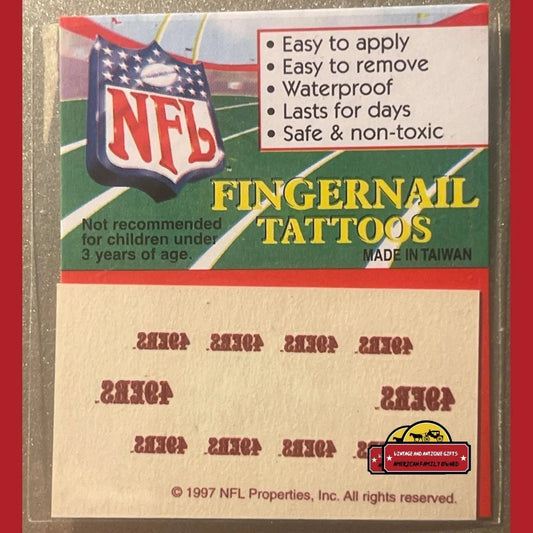 NFL
• Easy to apply
• Easy to remove
• Waterproof
• Lasts for days
• Safe & non-toxic
FINGERNAIL
TATTOOS
Not recommended
for children under
3 years of age.
MADE IN TAIWAN
49ERS 49ERS 49ERS 49ERS
49ERS 49ERS
49ERS 49ERS 49ERS
VINTAGE AND ANTIQUE GIFTS
AMERICAN FAMILY OWNED
© 1997 NFL Properties, Inc. All rights reserved.